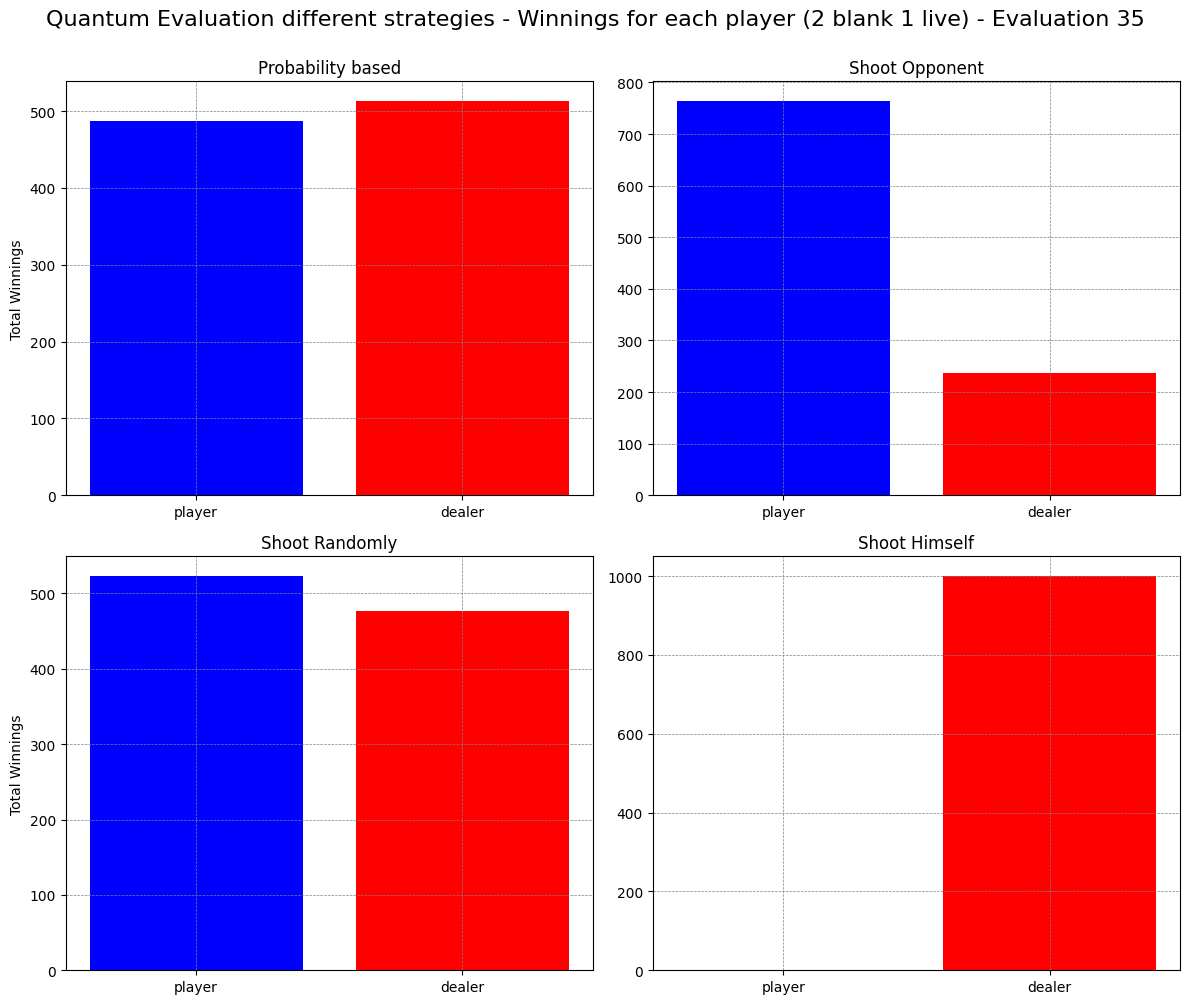 Quantum Evaluation different strategies - Winnings for each player (2 blank 1 live) - Evaluation 35
Probability based
Total Winnings
500
400
300
200
100
0
player dealer
Shoot Opponent
800
700
600
500
400
300
200
100
0
player dealer
Shoot Randomly
Total Winnings
500
400
300
200
100
0
player dealer
Shoot Himself
1000
800
600
400
200
0
player dealer